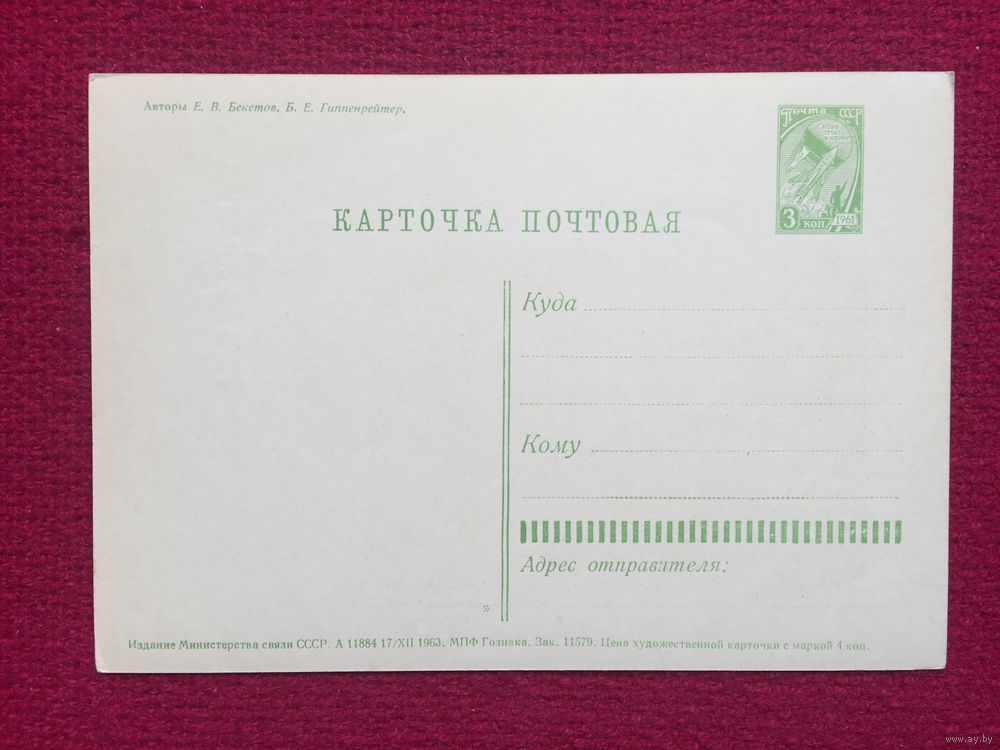 Авторы Е. В. Бекетов, Б. Е. Гиппенрейтер.
Почта СССР
3 коп
1961
КАРТОЧКА ПОЧТОВАЯ
Куда
Кому
Адрес отправителя:
Издание Министерства связи СССР. А 11884 17/XII 1963. МПФ Гознака. Зак. 11579. Цена художественной карточки с маркой 4 коп.
www.ay.by